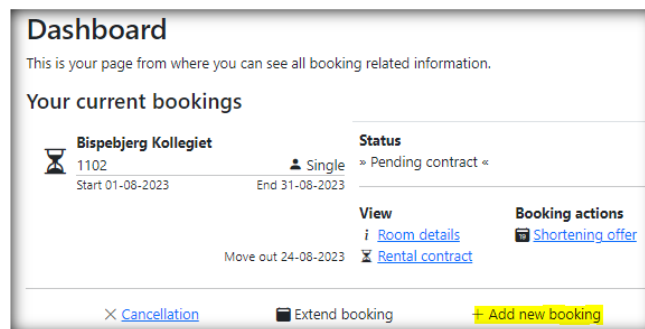 Dashboard
This is your page from where you can see all booking related information.
Your current bookings
Bispebjerg Kollegiet
1102 Single
Start 01-08-2023 End 31-08-2023
Move out 24-08-2023
Status
» Pending contract «
View
i Room details
Rental contract
Booking actions
19 Shortening offer
× Cancellation
Extend booking
+ Add new booking